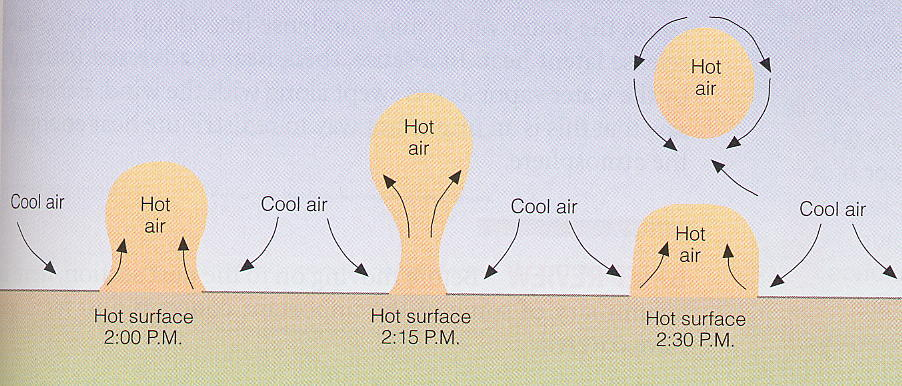 Cool air
Hot
air
Cool air
Hot
air
Cool air
Hot
air
Hot
air
Cool air
Hot surface
2:00 P.M.
Hot surface
2:15 P.M.
Hot surface
2:30 P.M.